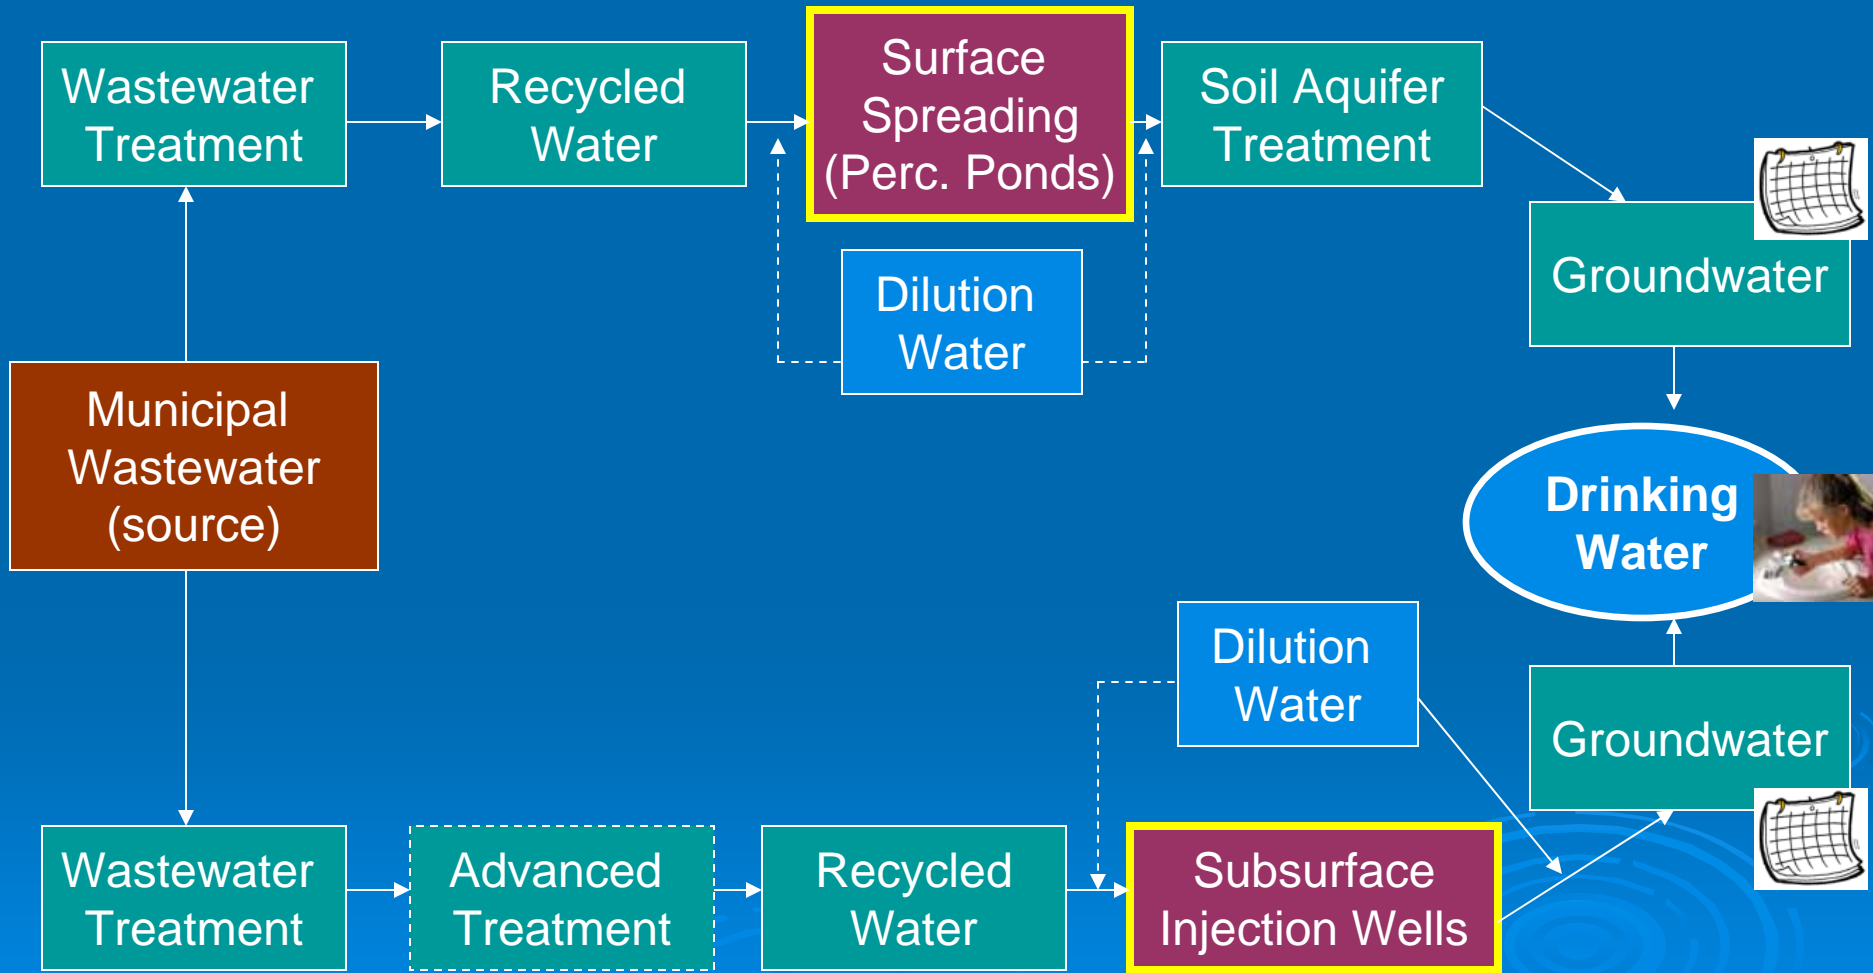 Wastewater
Treatment
Recycled
Water
Surface
Spreading
(Perc. Ponds)
Soil Aquifer
Treatment
Groundwater
Dilution
Water
Municipal
Wastewater
(source)
Drinking
Water
Dilution
Water
Groundwater
Wastewater
Treatment
Advanced
Treatment
Recycled
Water
Subsurface
Injection Wells